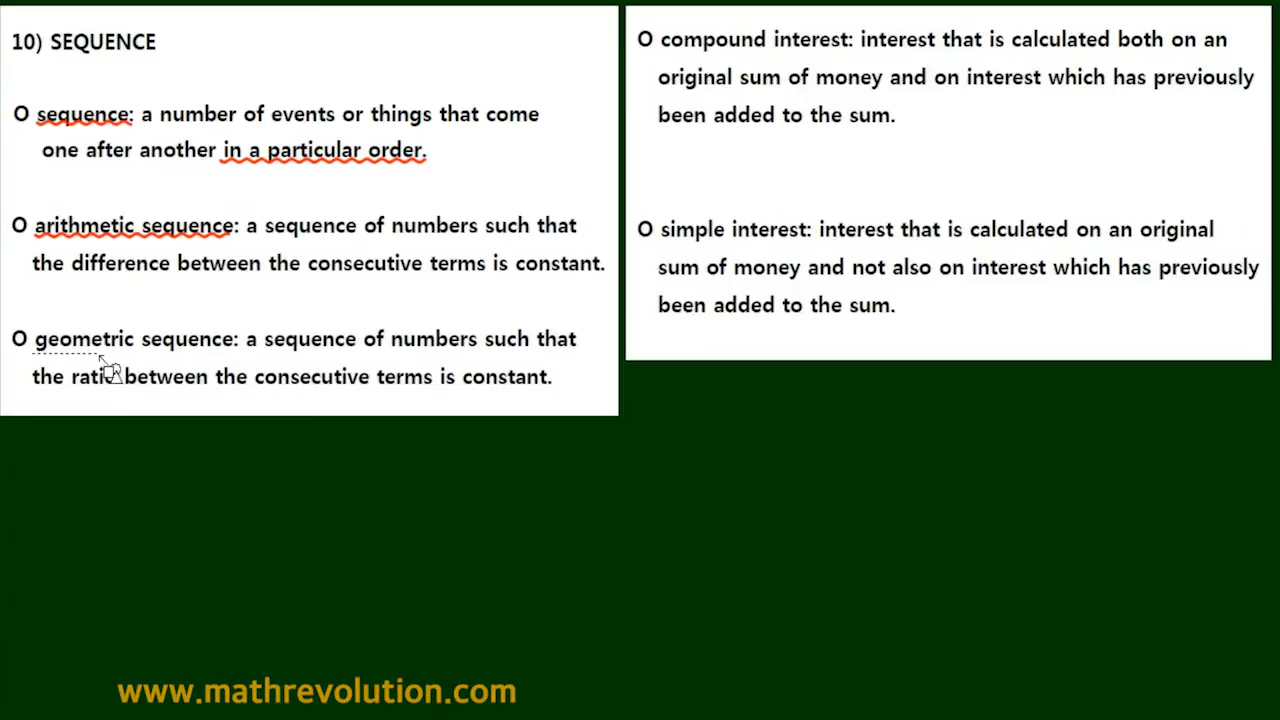 10) SEQUENCE
O sequence: a number of events or things that come
one after another in a particular order.
O arithmetic sequence: a sequence of numbers such that
the difference between the consecutive terms is constant.
O geometric sequence: a sequence of numbers such that
the ratio between the consecutive terms is constant.
O compound interest: interest that is calculated both on an
original sum of money and on interest which has previously
been added to the sum.
O simple interest: interest that is calculated on an original
sum of money and not also on interest which has previously
been added to the sum.
www.mathrevolution.com